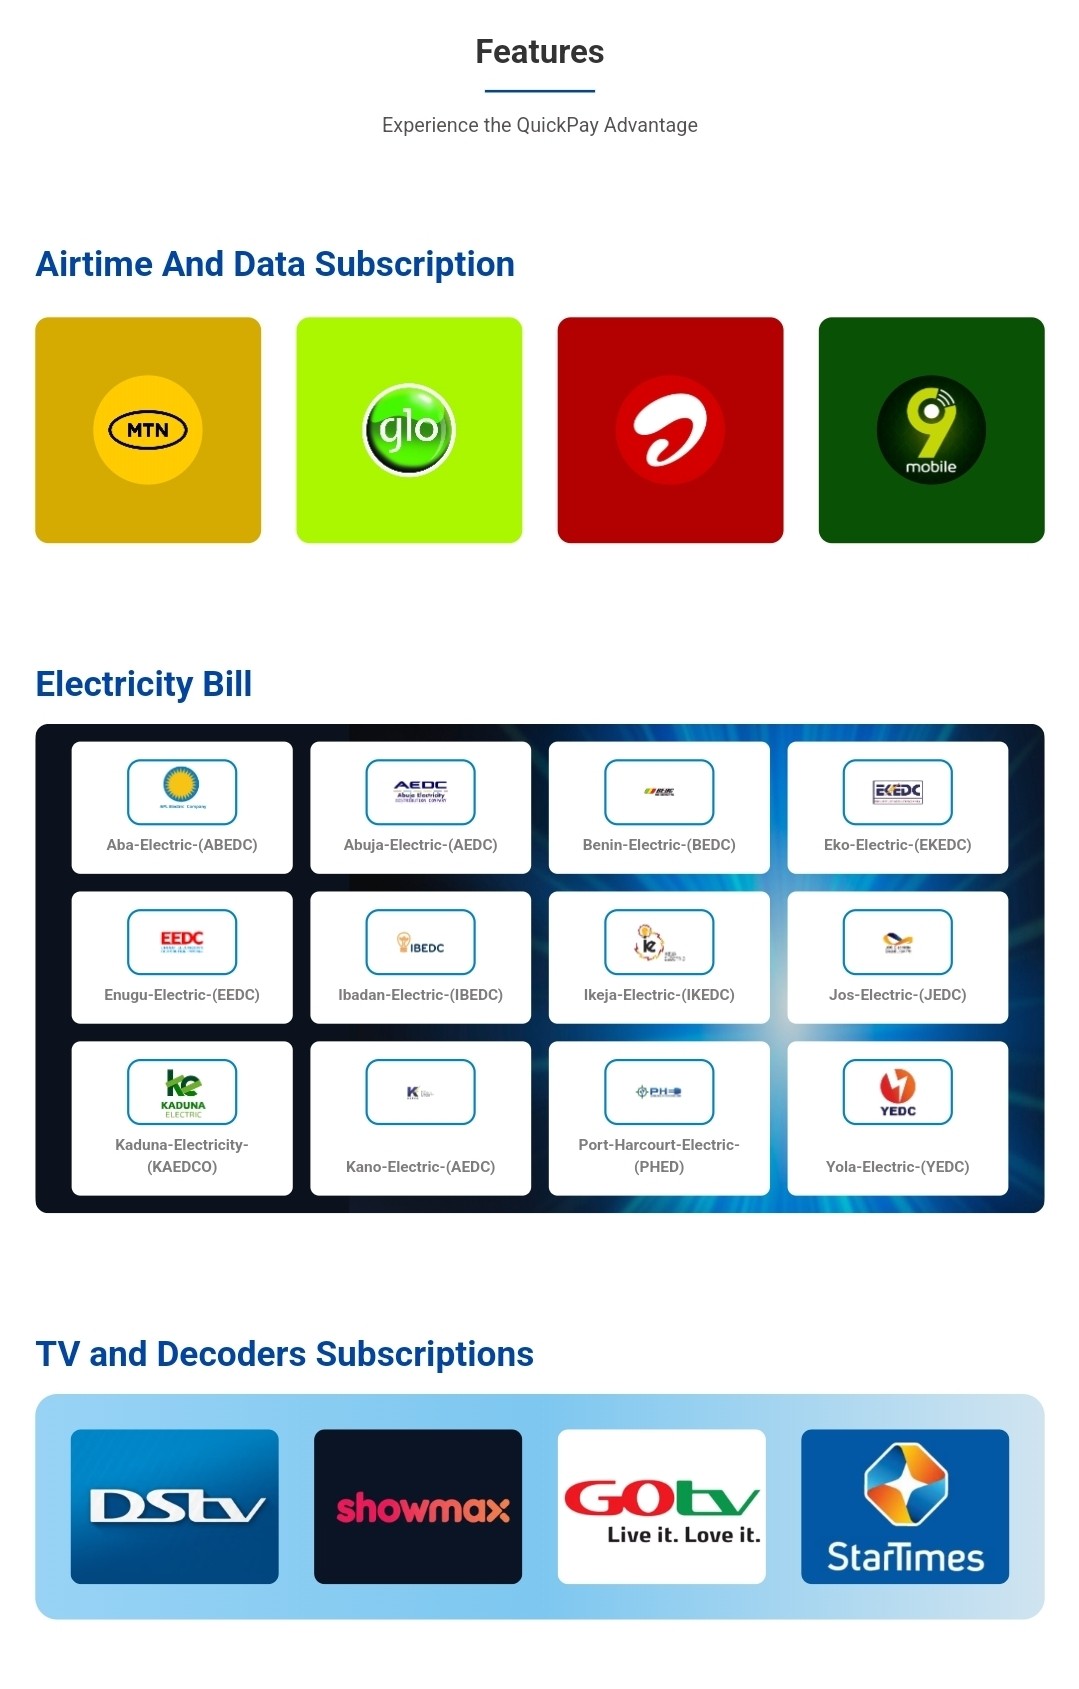 Features
Experience the QuickPay Advantage
Airtime And Data Subscription
MTN
glo
9
mobile
Electricity Bill
Aba-Electric-(ABEDC)
AEDC
Abuja Electricity
Abuja-Electric-(AEDC)
Benin-Electric-(BEDC)
EKEDC
Eko-Electric-(EKEDC)
EEDC
Enugu-Electric-(EEDC)
IBEDC
Ibadan-Electric-(IBEDC)
ie
Ikeja-Electric-(IKEDC)
Jos-Electric-(JEDC)
ke
KADUNA
ELECTRIC
Kaduna-Electricity-
(KAEDCO)
K
Kano-Electric-(AEDC)
Port-Harcourt-Electric-
(PHED)
YEDC
Yola-Electric-(YEDC)
TV and Decoders Subscriptions
DStv
showmax
GOtv
Live it. Love it.
StarTimes